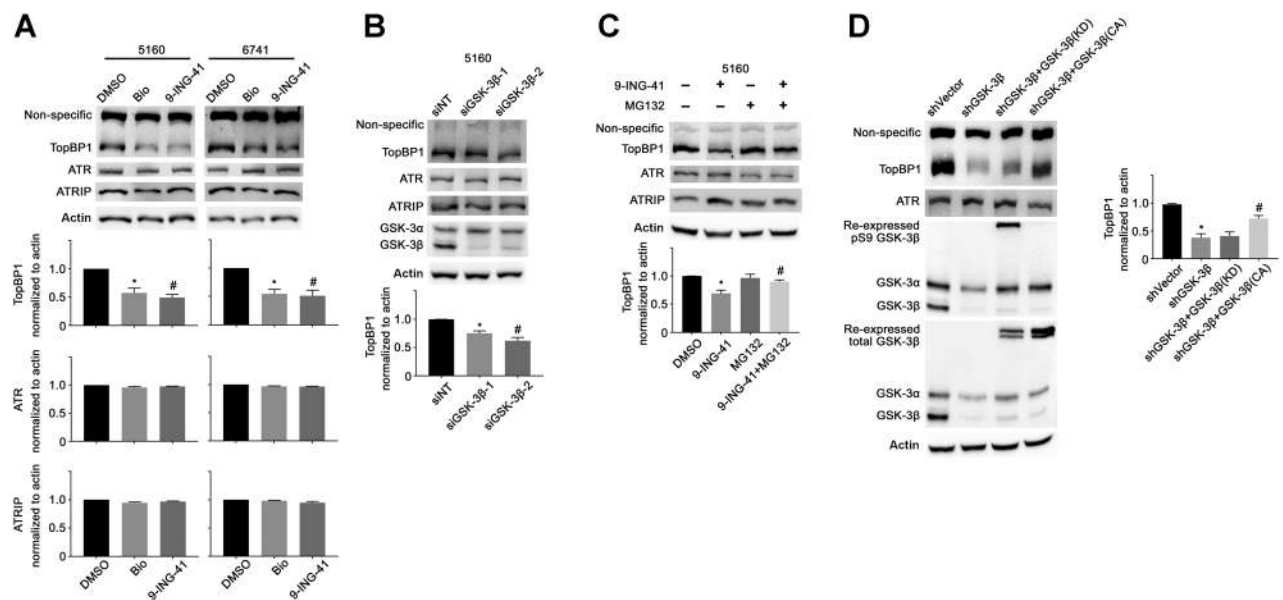 A
5160 6741
DMSO Bio 9-ING-41 DMSO Bio 9-ING-41
Non-specific
TopBP1
ATR
ATRIP
Actin
TopBP1
normalized to actin
1.0
0.5
0
* # * #
ATR
normalized to actin
1.0
0.5
0
ATRIP
normalized to actin
1.0
0.5
0
DMSO Bio 9-ING-41 DMSO Bio 9-ING-41
B
5160
siNT siGSK-3β-1 siGSK-3β-2
Non-specific
TopBP1
ATR
ATRIP
GSK-3α
GSK-3β
Actin
TopBP1
normalized to actin
1.0
0.5
0
* #
siNT siGSK-3β-1 siGSK-3β-2
C
5160
9-ING-41 – + – +
MG132 – – + +
Non-specific
TopBP1
ATR
ATRIP
Actin
TopBP1
normalized to actin
1.0
0.5
0
* #
DMSO 9-ING-41 MG132 9-ING-41+MG132
D
shVector shGSK-3β shGSK-3β+GSK-3β(KD) shGSK-3β+GSK-3β(CA)
Non-specific
TopBP1
ATR
Re-expressed
pS9 GSK-3β
GSK-3α
GSK-3β
Re-expressed
total GSK-3β
GSK-3α
GSK-3β
Actin
TopBP1
normalized to actin
1.0
0.5
0
* #
shVector shGSK-3β shGSK-3β+GSK-3β(KD) shGSK-3β+GSK-3β(CA)